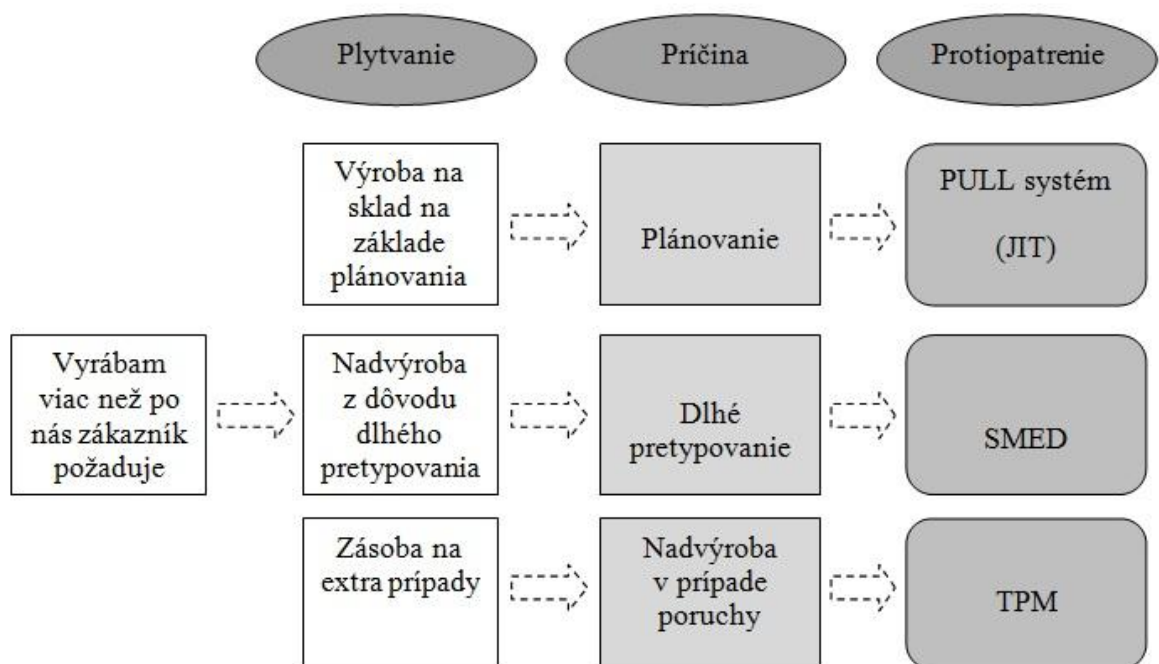 Plytvanie
Príčina
Protiopatrenie
Výroba na
sklad na
základe
plánovania
Plánovanie
PULL systém
(JIT)
Vyrábam
viac než po
nás zákazník
požaduje
Nadvýroba
z dôvodu
dlhého
pretypovania
Dlhé
pretypovanie
SMED
Zásoba na
extra prípady
Nadvýroba
v prípade
poruchy
TPM